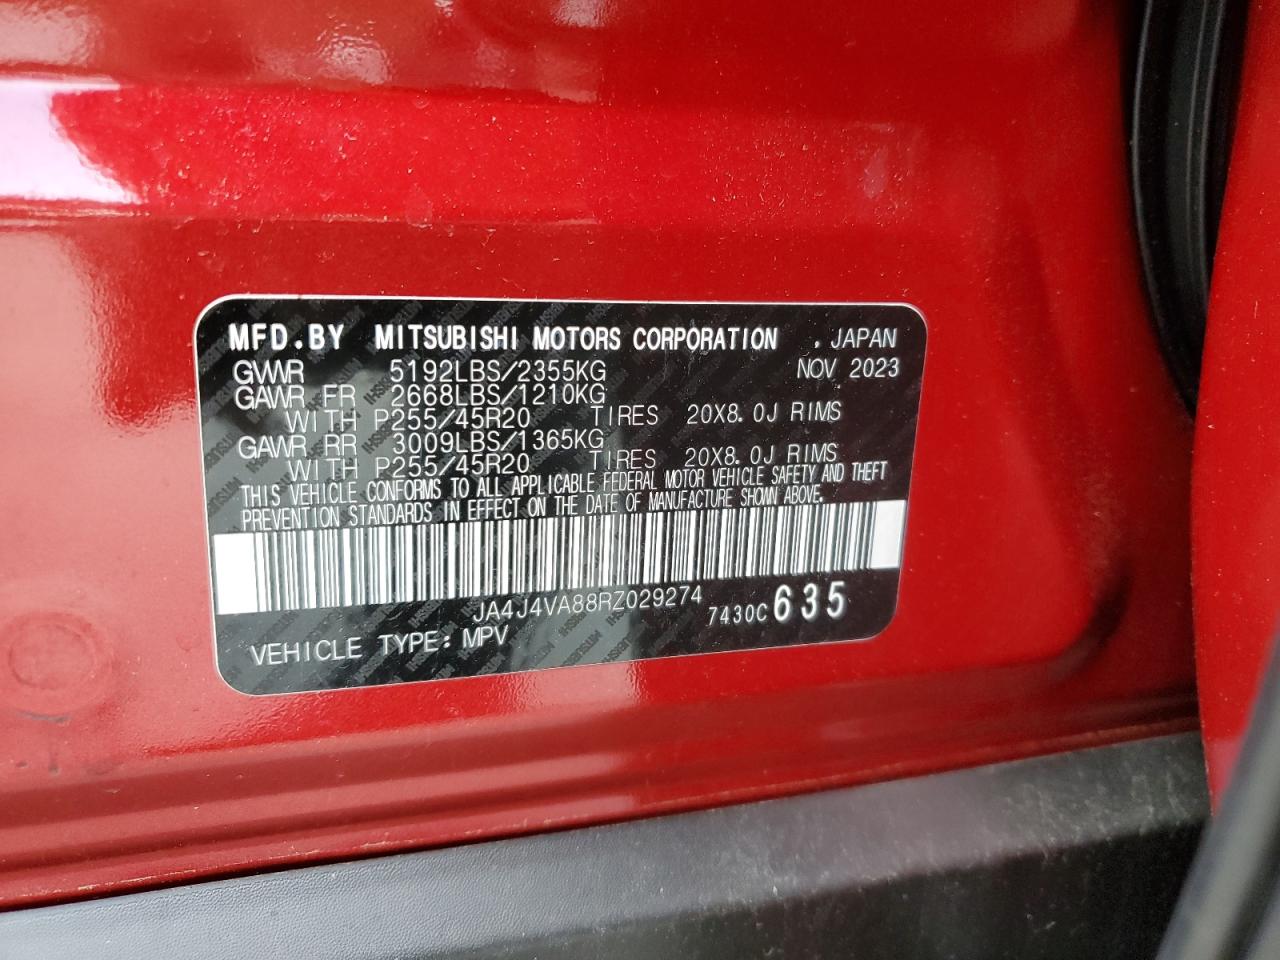 MFD.BY MITSUBISHI MOTORS CORPORATION , JAPAN
GVWR 5192LBS/2355KG NOV 2023
GAWR FR 2668LBS/1210KG
WITH P255/45R20 TIRES 20X8.0J RIMS
GAWR RR 3009LBS/1365KG
WITH P255/45R20 TIRES 20X8.0J RIMS
THIS VEHICLE CONFORMS TO ALL APPLICABLE FEDERAL MOTOR VEHICLE SAFETY AND THEFT
PREVENTION STANDARDS IN EFFECT ON THE DATE OF MANUFACTURE SHOWN ABOVE.
JA4J4VA88RZ029274 7430C 635
VEHICLE TYPE: MPV